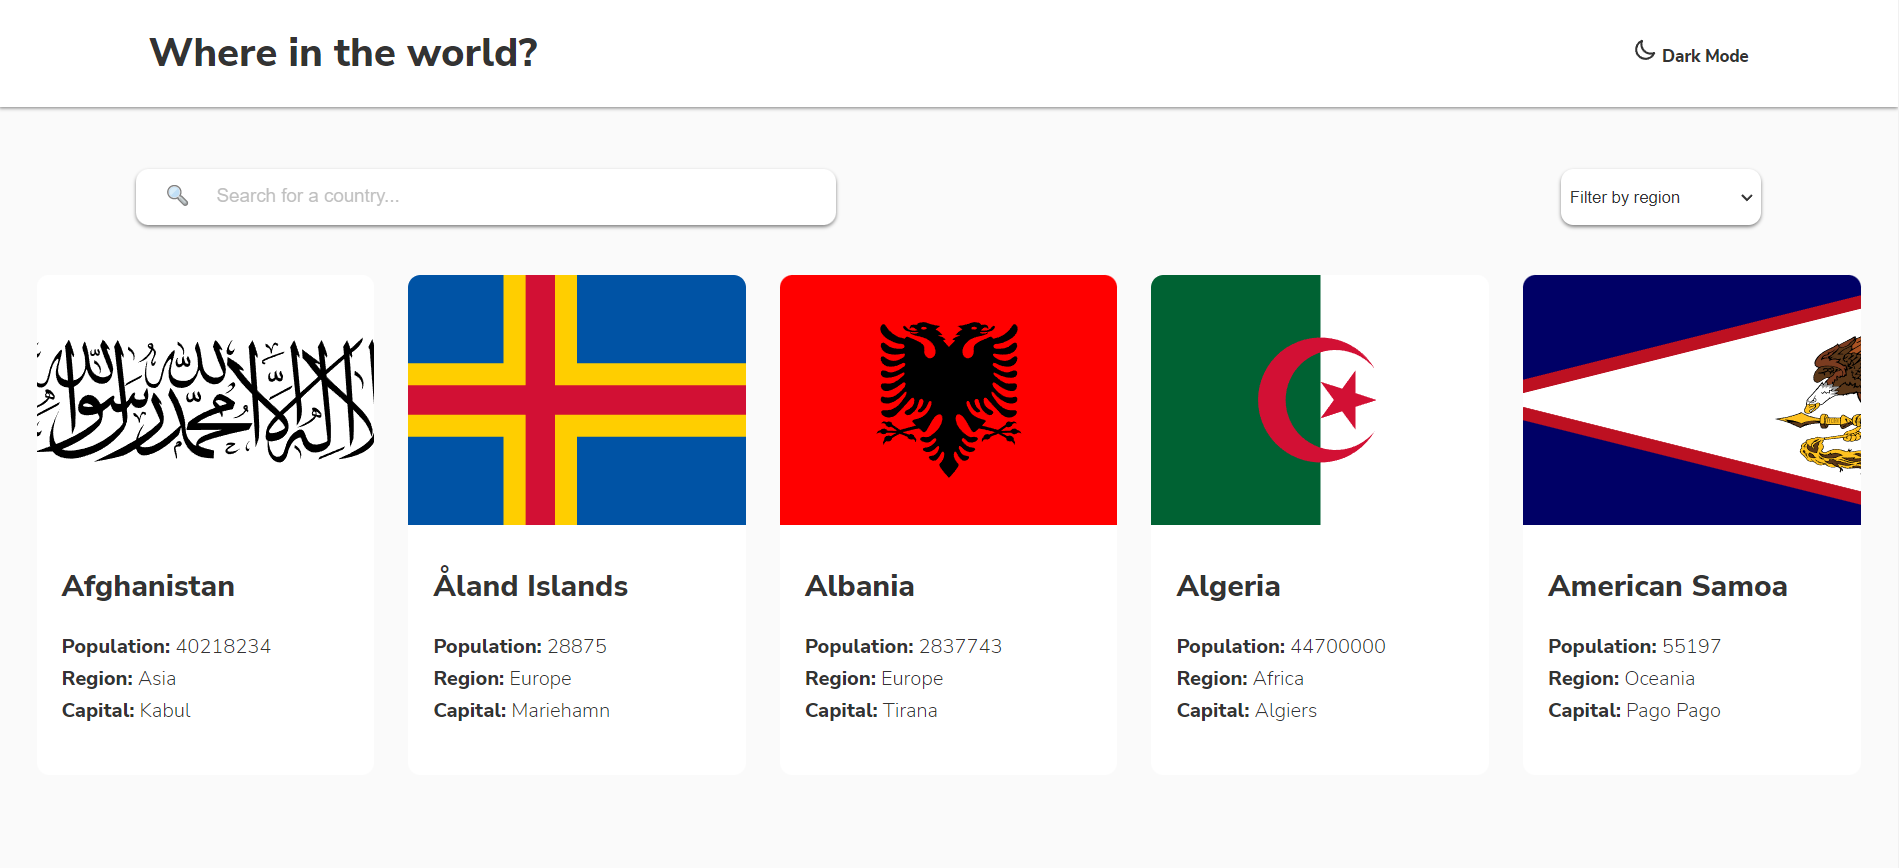 Where in the world?
Dark Mode
Search for a country...
Filter by region
لا إله إلا الله محمد رسول الله
Afghanistan
Population: 40218234
Region: Asia
Capital: Kabul
Åland Islands
Population: 28875
Region: Europe
Capital: Mariehamn
Albania
Population: 2837743
Region: Europe
Capital: Tirana
Algeria
Population: 44700000
Region: Africa
Capital: Algiers
American Samoa
Population: 55197
Region: Oceania
Capital: Pago Pago